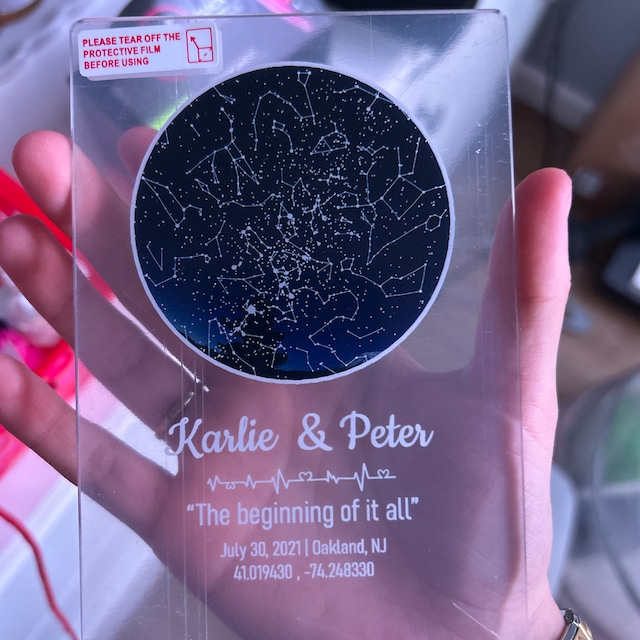 PLEASE TEAR OFF THE
PROTECTIVE FILM
BEFORE USING
Karlie & Peter
“The beginning of it all”
July 30, 2021 | Oakland, NJ
41.019430 , -74.248330